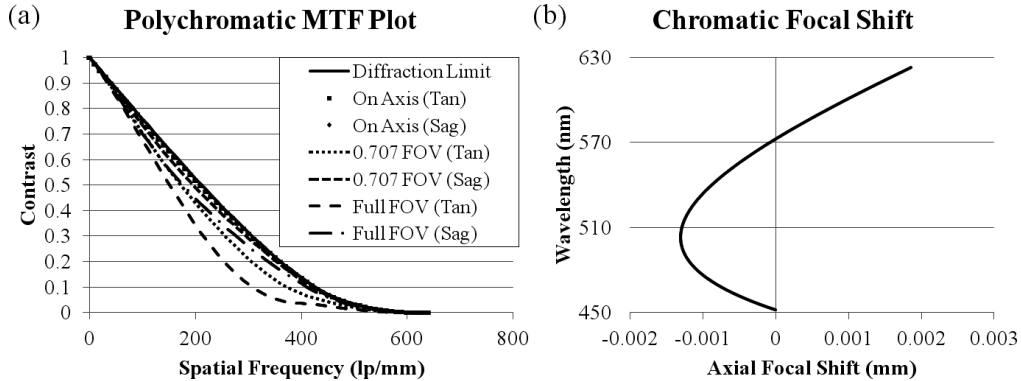 (a)
Polychromatic MTF Plot
Contrast
1
0.9
0.8
0.7
0.6
0.5
0.4
0.3
0.2
0.1
0
0
200
400
600
800
Spatial Frequency (lp/mm)
Diffraction Limit
On Axis (Tan)
On Axis (Sag)
0.707 FOV (Tan)
0.707 FOV (Sag)
Full FOV (Tan)
Full FOV (Sag)
(b)
Chromatic Focal Shift
Wavelength (nm)
630
570
510
450
-0.002
-0.001
0
0.001
0.002
0.003
Axial Focal Shift (mm)